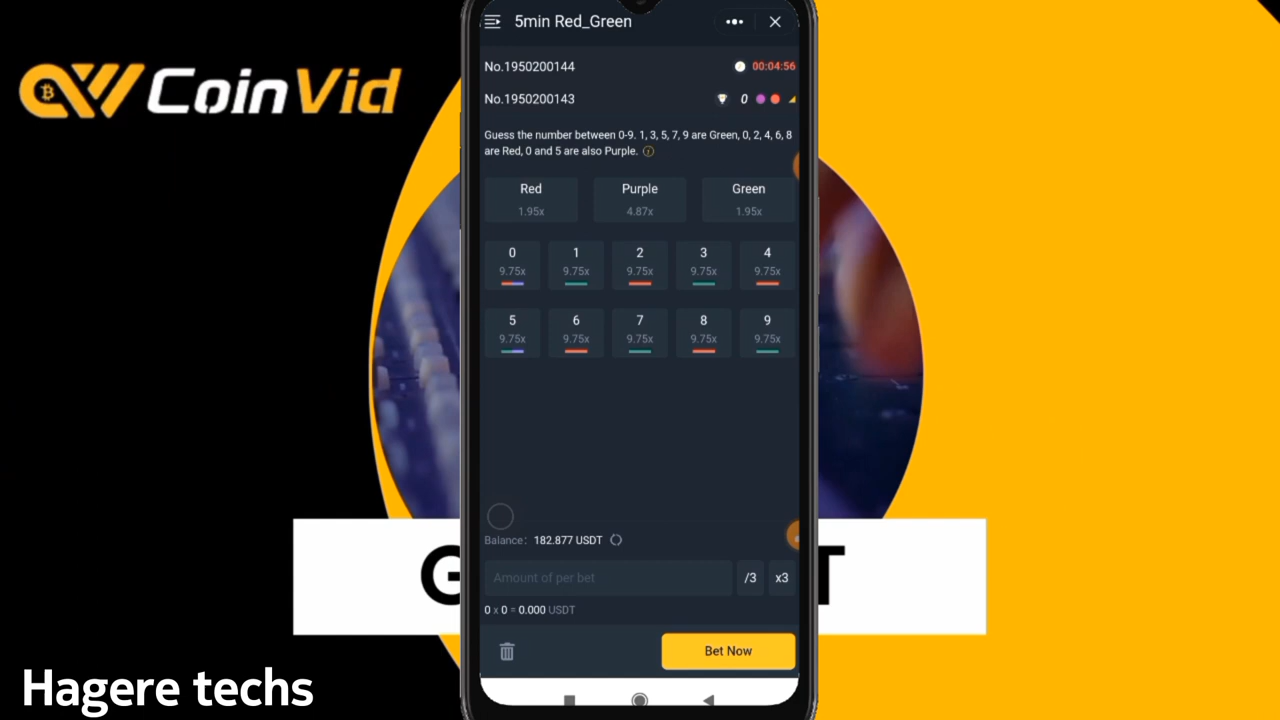 CoinVid
5min Red_Green
No.1950200144
00:04:56
No.1950200143
0
Guess the number between 0-9. 1, 3, 5, 7, 9 are Green, 0, 2, 4, 6, 8
are Red, 0 and 5 are also Purple.
Red Purple Green
1.95x 4.87x 1.95x
0 1 2 3 4
9.75x 9.75x 9.75x 9.75x 9.75x
5 6 7 8 9
9.75x 9.75x 9.75x 9.75x 9.75x
Balance: 182.877 USDT
Amount of per bet
/3 x3
0 x 0 = 0.000 USDT
Bet Now
G
T
Hagere techs